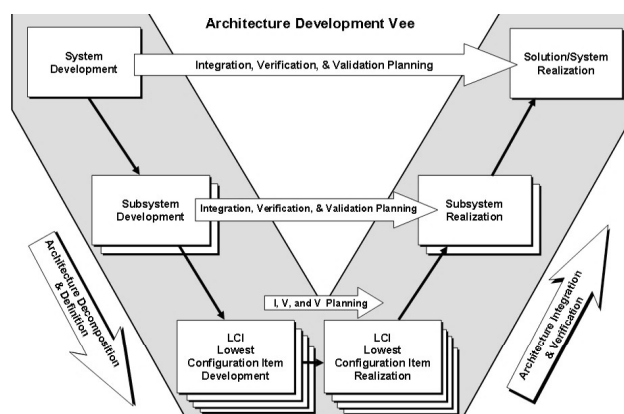 Architecture Development Vee
System
Development
Integration, Verification, & Validation Planning
Solution/System
Realization
Subsystem
Development
Integration, Verification, & Validation Planning
Subsystem
Realization
Architecture Decomposition
& Definition
I, V, and V Planning
LCI
Lowest
Configuration Item
Development
LCI
Lowest
Configuration Item
Realization
Architecture Integration
& Verification